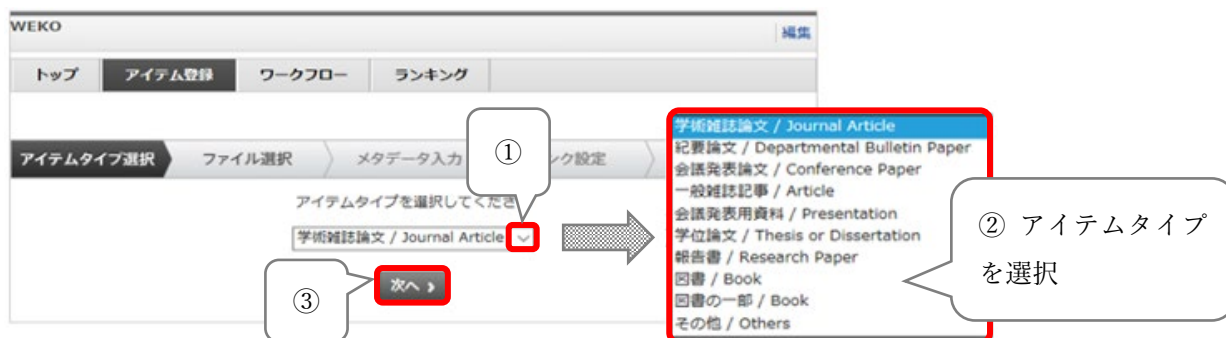 WEKO
編集
トップ アイテム登録 ワークフロー ランキング
アイテムタイプ選択 ファイル選択 メタデータ入力 ンク設定
①
アイテムタイプを選択してくださ
学術雑誌論文 / Journal Article
次へ
③
学術雑誌論文 / Journal Article
紀要論文 / Departmental Bulletin Paper
会議発表論文 / Conference Paper
一般雑誌記事 / Article
会議発表用資料 / Presentation
学位論文 / Thesis or Dissertation
報告書 / Research Paper
図書 / Book
図書の一部 / Book
その他 / Others
② アイテムタイプ
を選択